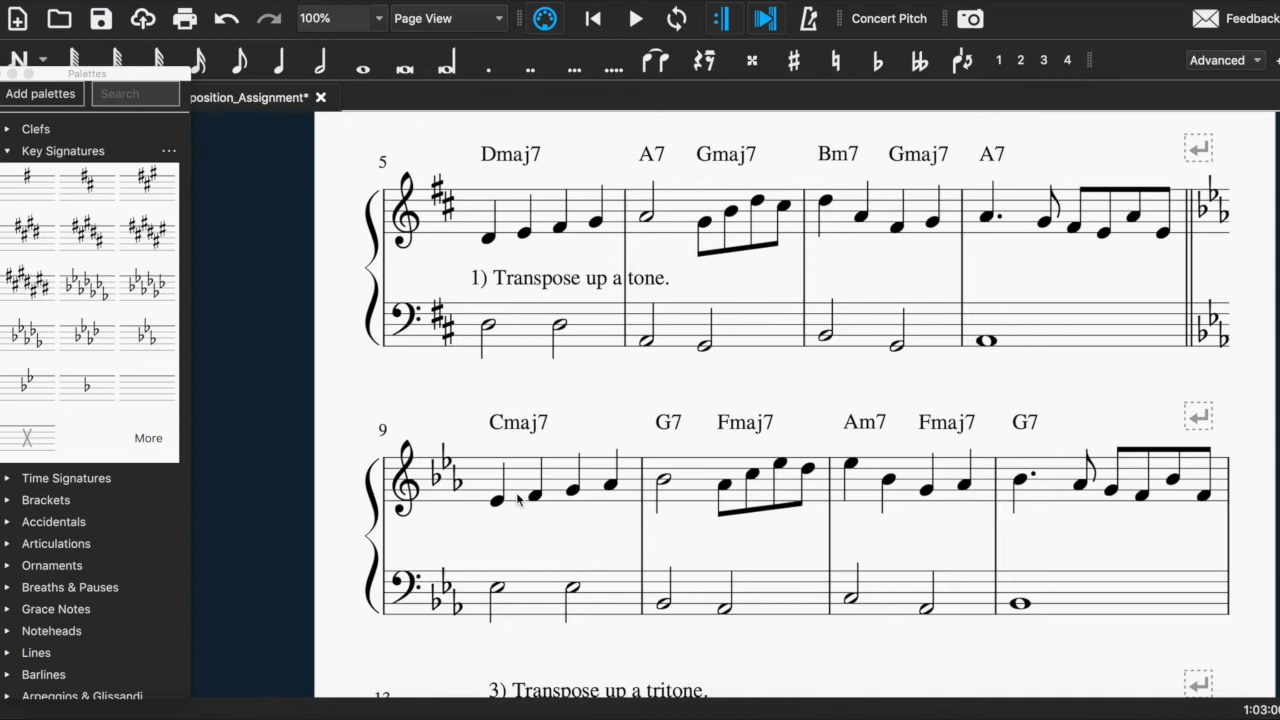 100%
Page View
Concert Pitch
Feedback
N
1 2 3 4
Advanced
Palettes
Add palettes
Search
position_Assignment*
Clefs
Key Signatures
More
Time Signatures
Brackets
Accidentals
Articulations
Ornaments
Breaths & Pauses
Grace Notes
Noteheads
Lines
Barlines
Arpeggios & Glissandi
5
Dmaj7 A7 Gmaj7 Bm7 Gmaj7 A7
1) Transpose up a tone.
9
Cmaj7 G7 Fmaj7 Am7 Fmaj7 G7
13
3) Transpose up a tritone.